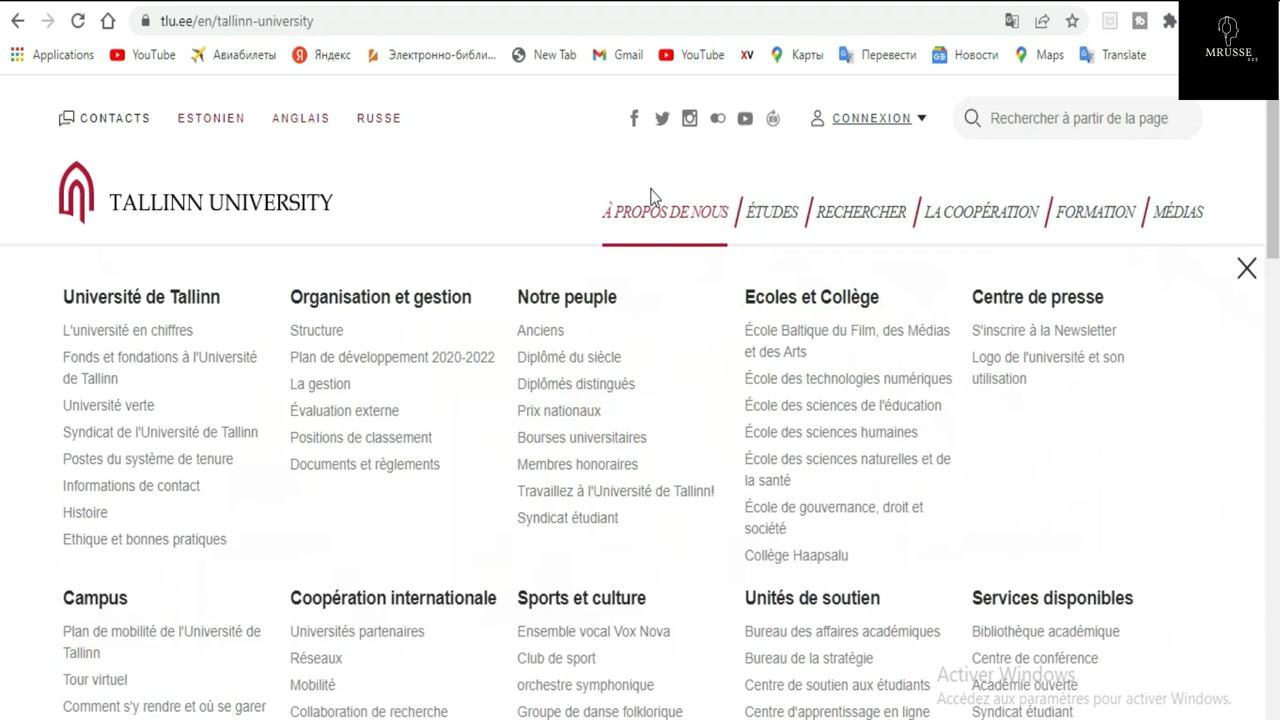 tlu.ee/en/tallinn-university
Applications YouTube Авиабилеты Яндекс Электронно-библи... New Tab Gmail YouTube XV Карты Перевести Новости Maps Translate
MRUSSE
225
CONTACTS ESTONIEN ANGLAIS RUSSE CONNEXION Rechercher à partir de la page
TALLINN UNIVERSITY
À PROPOS DE NOUS ÉTUDES RECHERCHER LA COOPÉRATION FORMATION MÉDIAS
Université de Tallinn
L'université en chiffres
Fonds et fondations à l'Université
de Tallinn
Université verte
Syndicat de l'Université de Tallinn
Postes du système de tenure
Informations de contact
Histoire
Ethique et bonnes pratiques
Organisation et gestion
Structure
Plan de développement 2020-2022
La gestion
Évaluation externe
Positions de classement
Documents et règlements
Notre peuple
Anciens
Diplômé du siècle
Diplômés distingués
Prix nationaux
Bourses universitaires
Membres honoraires
Travaillez à l'Université de Tallinn!
Syndicat étudiant
Ecoles et Collège
École Baltique du Film, des Médias
et des Arts
École des technologies numériques
École des sciences de l'éducation
École des sciences humaines
École des sciences naturelles et de
la santé
École de gouvernance, droit et
société
Collège Haapsalu
Centre de presse
S'inscrire à la Newsletter
Logo de l'université et son
utilisation
Campus
Plan de mobilité de l'Université de
Tallinn
Tour virtuel
Comment s'y rendre et où se garer
Coopération internationale
Universités partenaires
Réseaux
Mobilité
Collaboration de recherche
Sports et culture
Ensemble vocal Vox Nova
Club de sport
orchestre symphonique
Groupe de danse folklorique
Unités de soutien
Bureau des affaires académiques
Bureau de la stratégie
Centre de soutien aux étudiants
Centre d'apprentissage en ligne
Services disponibles
Bibliothèque académique
Centre de conférence
Académie ouverte
Syndicat étudiant
Activer Windows
Accédez aux paramètres pour activer Windows.